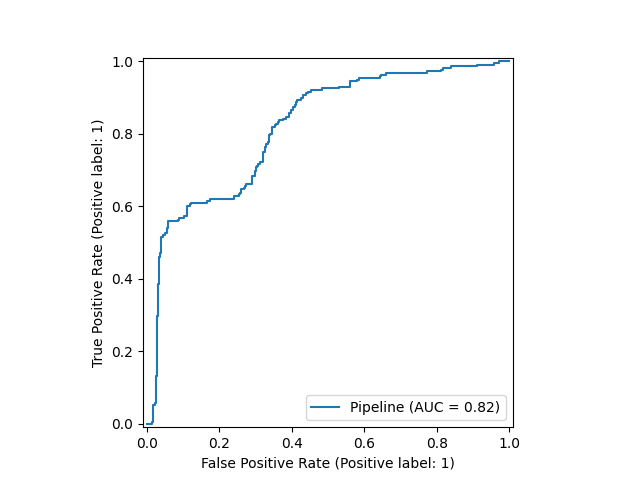 1.0
0.8
0.6
0.4
0.2
0.0
True Positive Rate (Positive label: 1)
Pipeline (AUC = 0.82)
0.0 0.2 0.4 0.6 0.8 1.0
False Positive Rate (Positive label: 1)